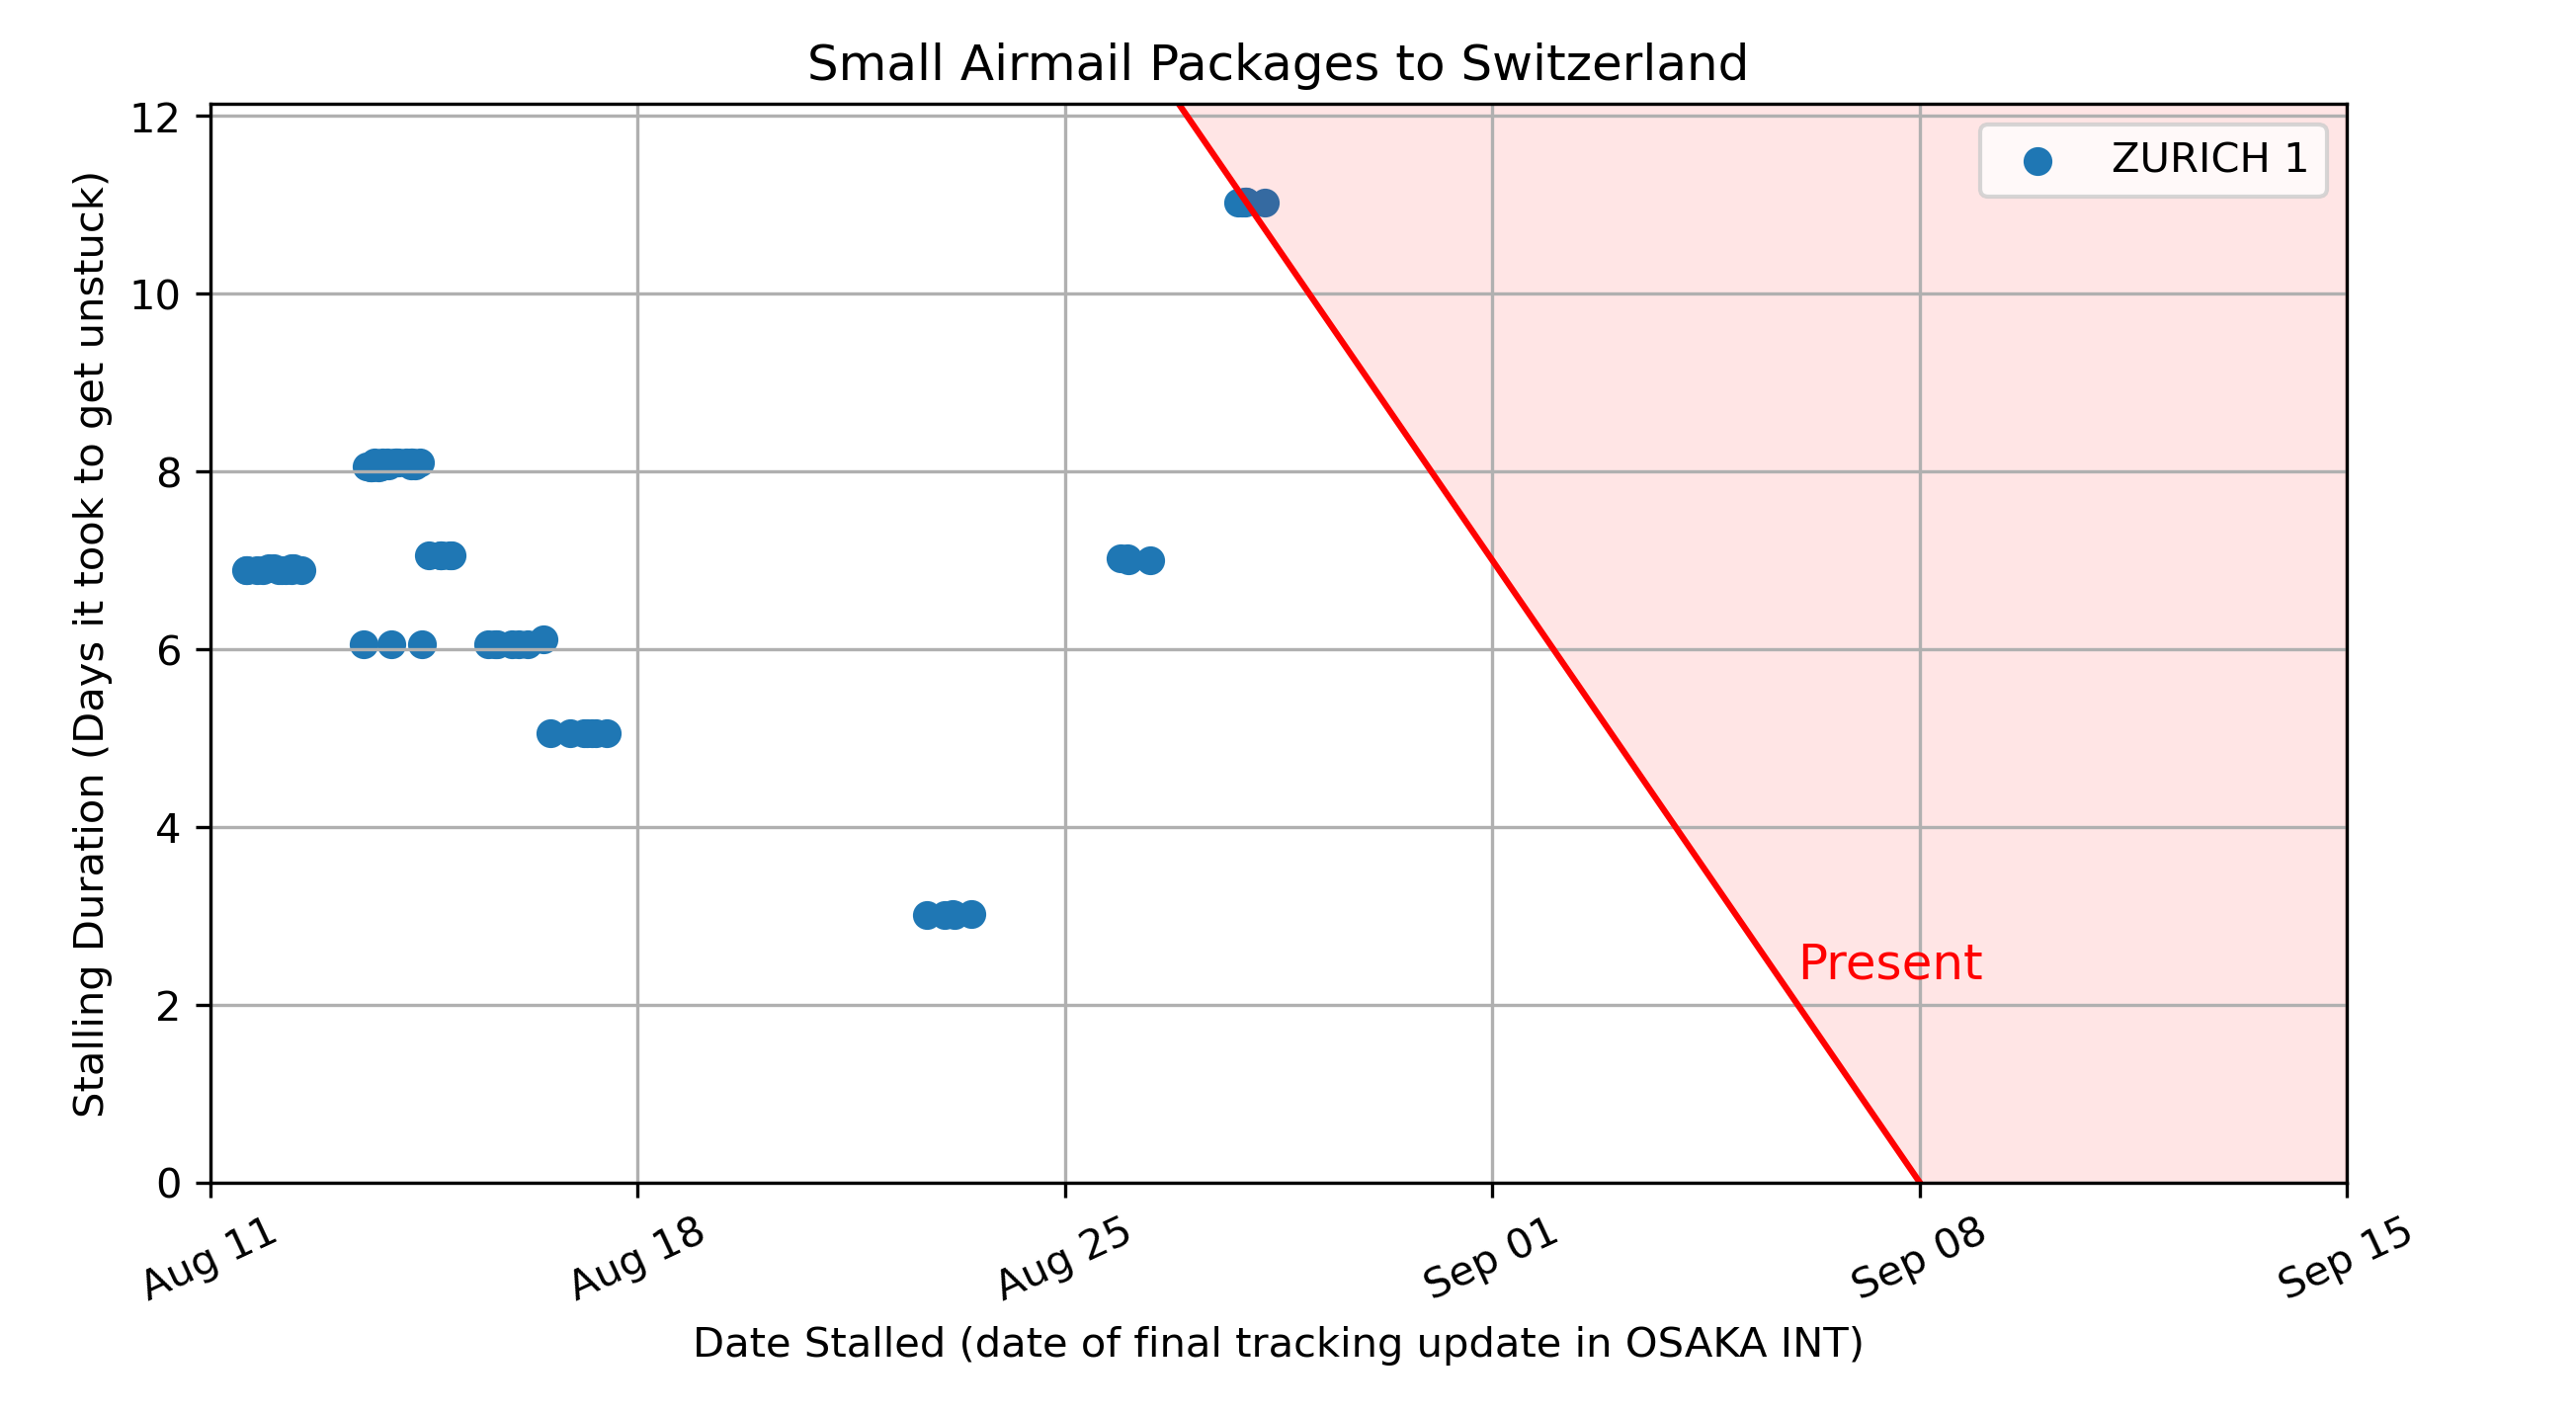 Small Airmail Packages to Switzerland
Stalling Duration (Days it took to get unstuck)
12
10
8
6
4
2
0
ZURICH 1
Present
Aug 11
Aug 18
Aug 25
Sep 01
Sep 08
Sep 15
Date Stalled (date of final tracking update in OSAKA INT)